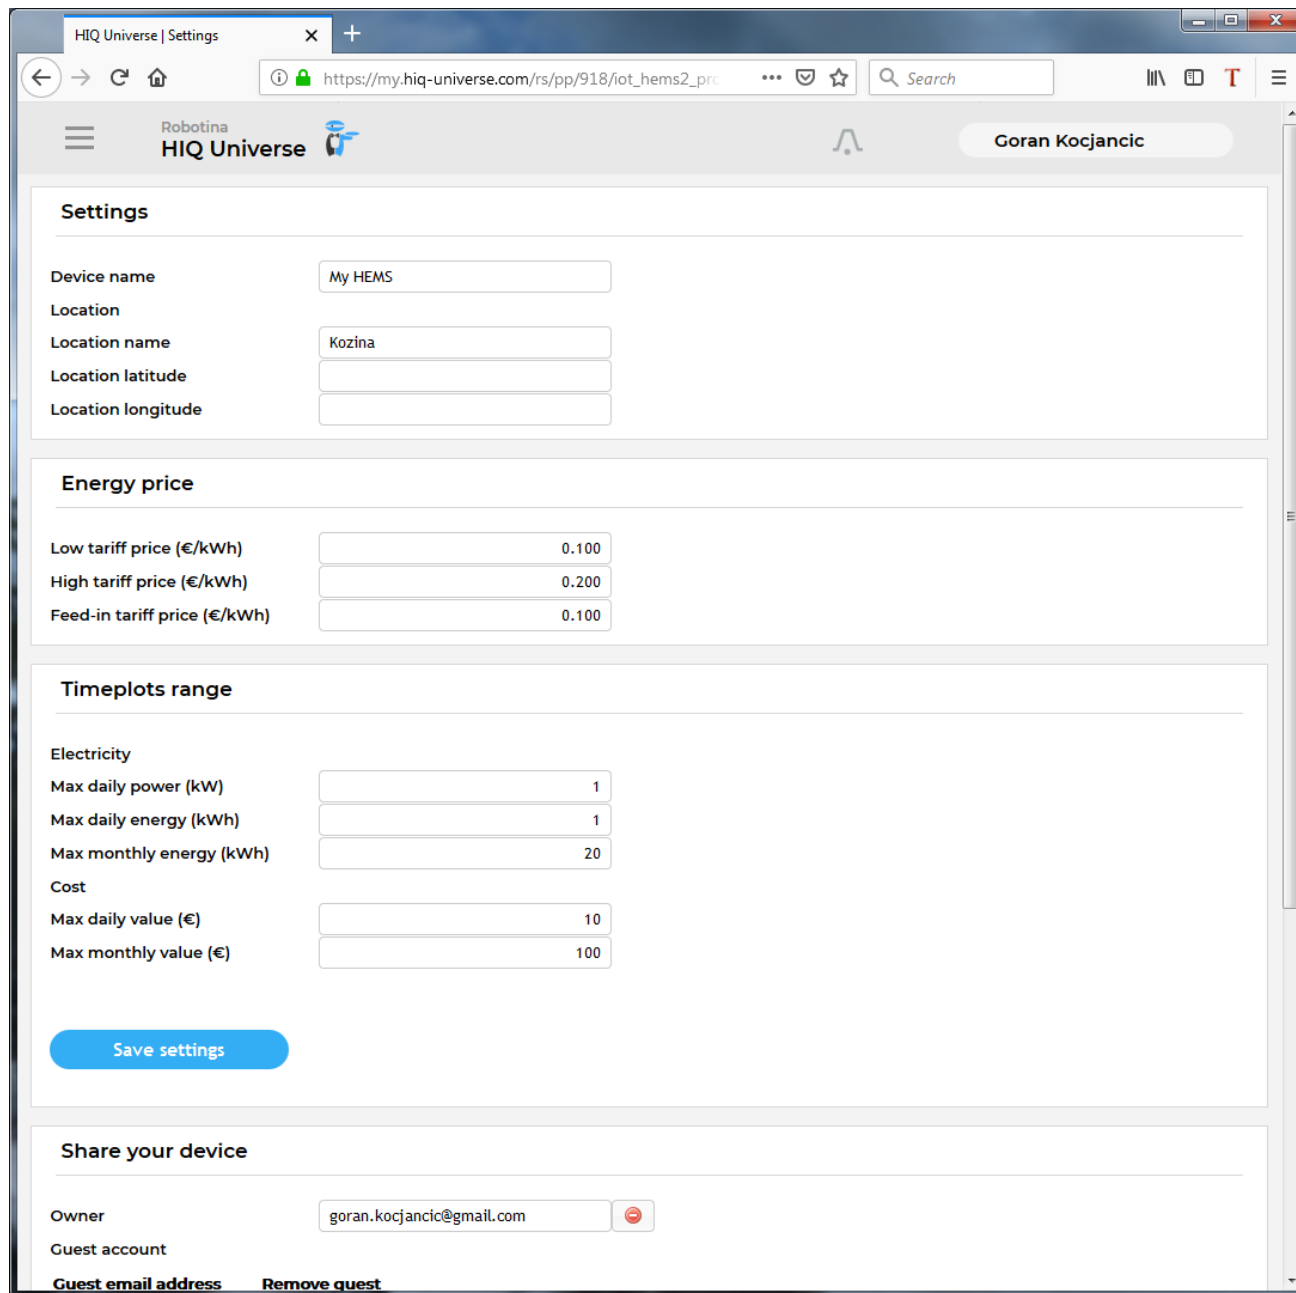 HIQ Universe | Settings
https://my.hiq-universe.com/rs/pp/918/iot_hems2_pro
Search
Robotina
HIQ Universe
Goran Kocjancic
Settings
Device name My HEMS
Location
Location name Kozina
Location latitude
Location longitude
Energy price
Low tariff price (€/kWh) 0.100
High tariff price (€/kWh) 0.200
Feed-in tariff price (€/kWh) 0.100
Timeplots range
Electricity
Max daily power (kW) 1
Max daily energy (kWh) 1
Max monthly energy (kWh) 20
Cost
Max daily value (€) 10
Max monthly value (€) 100
Save settings
Share your device
Owner goran.kocjancic@gmail.com
Guest account
Guest email address Remove guest